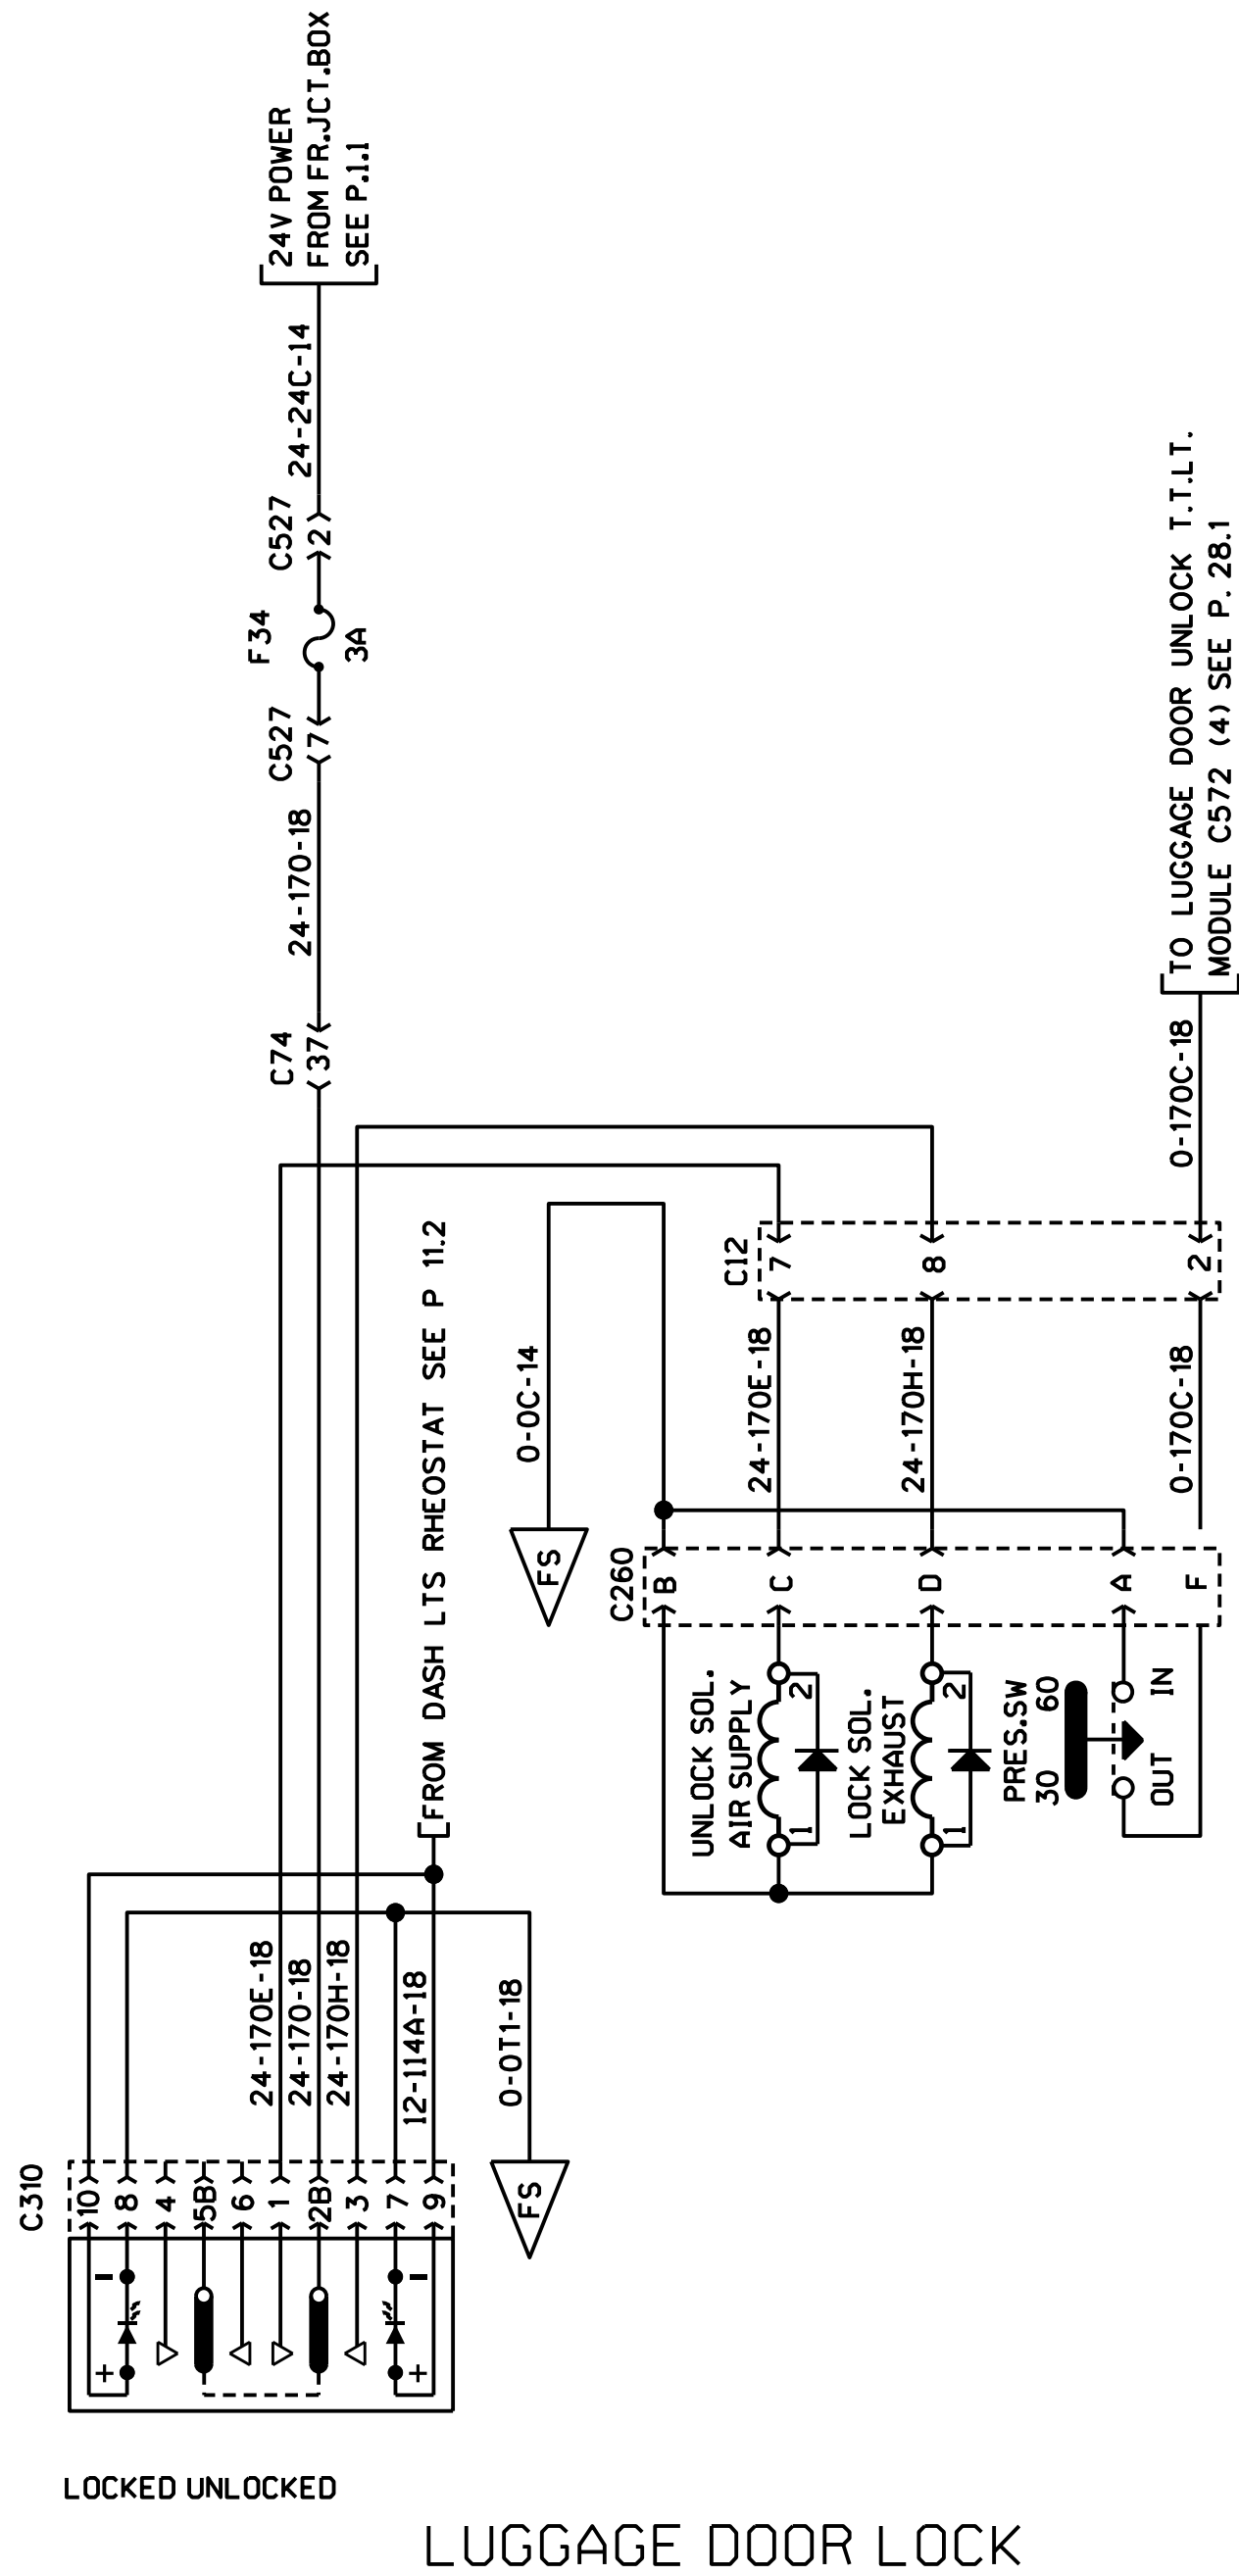 24V POWER
FROM FR.JCT.BOX
SEE P.1.1
24-24C-14
C527
2
F34
3A
C527
7
24-170-18
C74
37
TO LUGGAGE DOOR UNLOCK T.T.LT.
MODULE C572 (4) SEE P. 28.1
0-170C-18
C12
7
8
2
FROM DASH LTS RHEOSTAT SEE P 11.2
0-0C-14
24-170E-18
24-170H-18
0-170C-18
FS
C260
B
C
D
A
F
UNLOCK SOL.
AIR SUPPLY
2
1
LOCK SOL.
EXHAUST
2
1
PRES.SW
30 60
OUT IN
24-170E-18
24-170-18
24-170H-18
12-114A-18
0-0T1-18
FS
C310
10
8
4
5B
6
1
2B
3
7
9
- -
+ +
LOCKED UNLOCKED
LUGGAGE DOOR LOCK